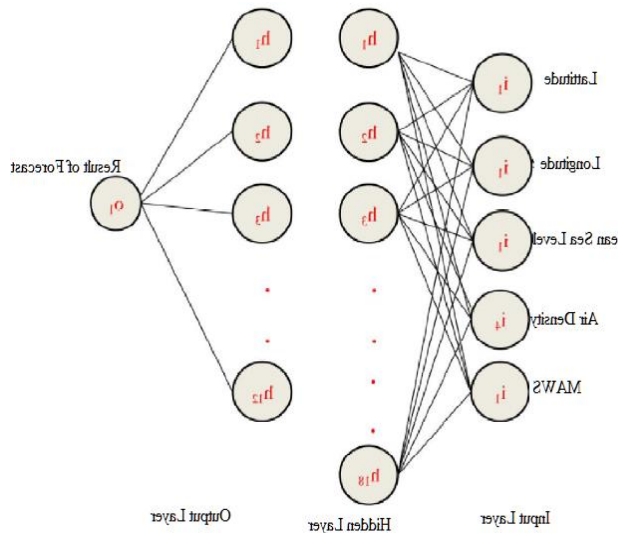 h1
h1
i1
Lattitude
h2
h2
i1
Longitude
Result of Forecast
o1
h3
h3
i1
ean Sea Level
i4
Air Density
h12
i1
MAWS
h18
Output Layer
Hidden Layer
Input Layer